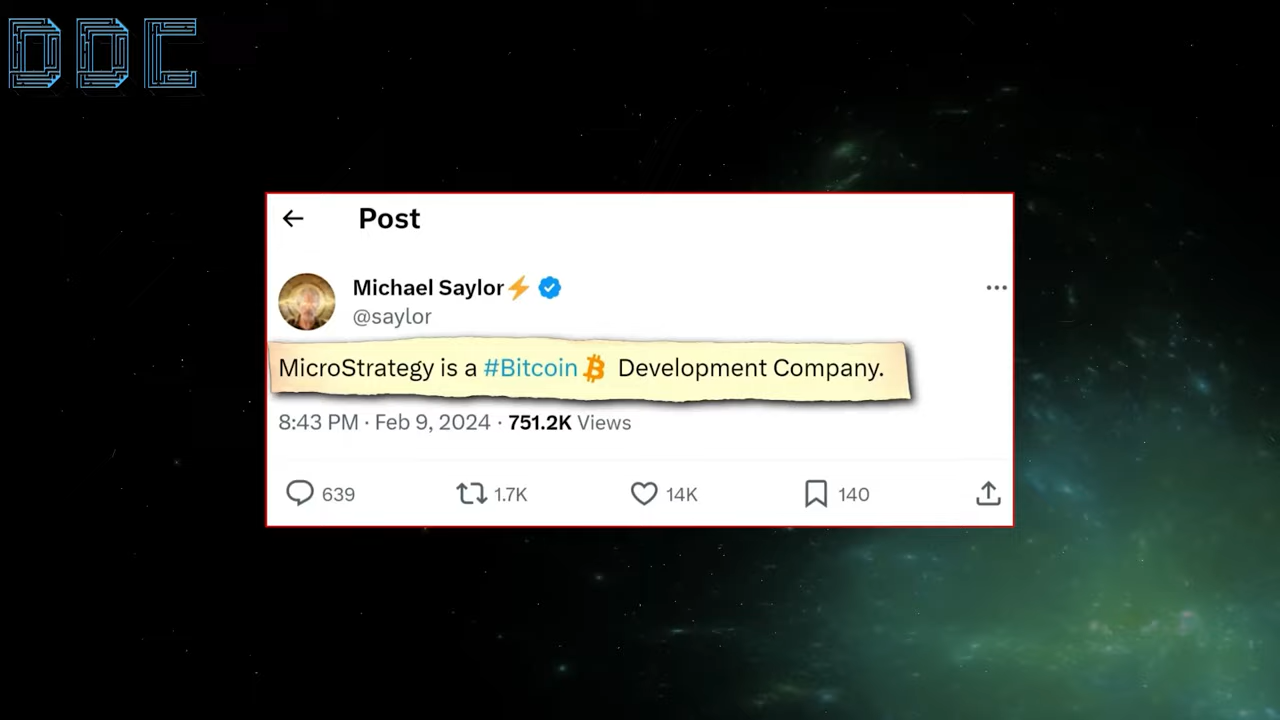 DDC
Post
Michael Saylor⚡
@saylor
MicroStrategy is a #Bitcoin Development Company.
8:43 PM · Feb 9, 2024 · 751.2K Views
639 1.7K 14K 140